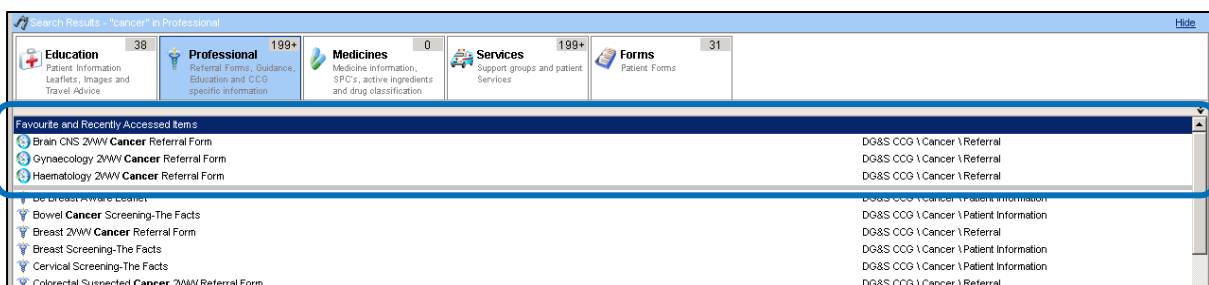 Search Results - "cancer" in Professional
Hide
Education 38
Patient Information
Leaflets, Images and
Travel Advice
Professional 199+
Referral Forms, Guidance,
Education and CCG
specific information
Medicines 0
Medicine information,
SPC's, active ingredients
and drug classification
Services 199+
Support groups and patient
Services
Forms 31
Patient Forms
Favourite and Recently Accessed Items
Brain CNS 2WW Cancer Referral Form DG&S CCG \ Cancer \ Referral
Gynaecology 2WW Cancer Referral Form DG&S CCG \ Cancer \ Referral
Haematology 2WW Cancer Referral Form DG&S CCG \ Cancer \ Referral
Be Breast Aware Leaflet DG&S CCG \ Cancer \ Patient Information
Bowel Cancer Screening-The Facts DG&S CCG \ Cancer \ Patient Information
Breast 2WW Cancer Referral Form DG&S CCG \ Cancer \ Referral
Breast Screening-The Facts DG&S CCG \ Cancer \ Patient Information
Cervical Screening-The Facts DG&S CCG \ Cancer \ Patient Information
Colorectal Suspected Cancer 2WW Referral Form DG&S CCG \ Cancer \ Referral